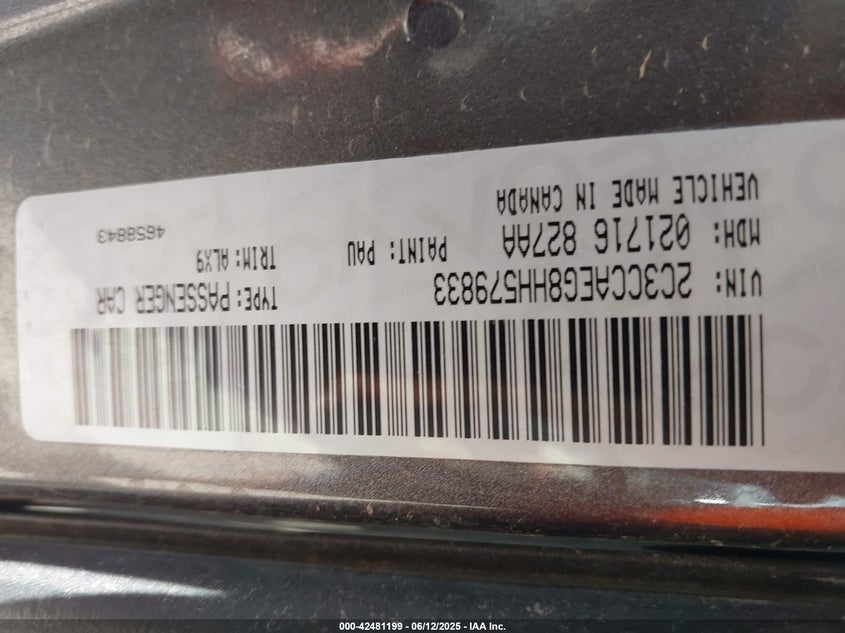 VIN: 2C3CCAEG8HH579833 TYPE: PASSENGER CAR
MDH: 021716 827AA PAINT: PAU TRIM: ALX9
VEHICLE MADE IN CANADA 4658843
000-42481199 - 06/12/2025 - IAA Inc.